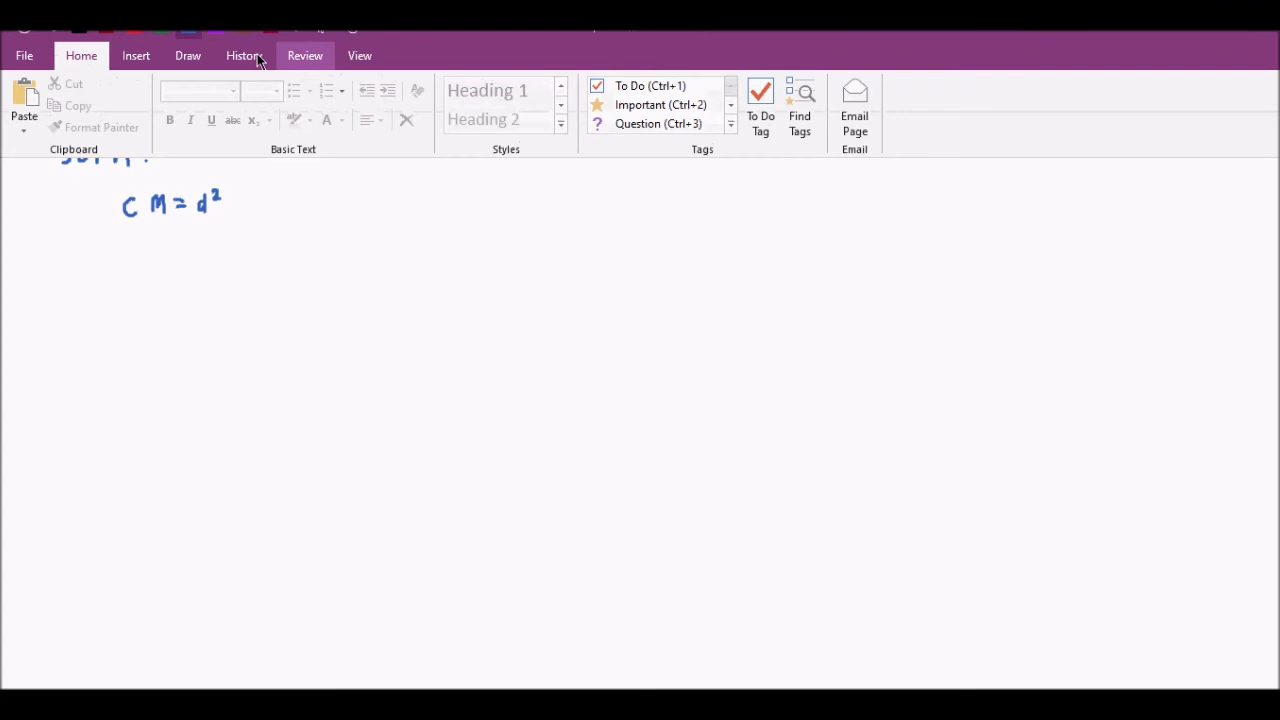 File Home Insert Draw History Review View
Cut
Copy
Format Painter
Paste
Clipboard
B I U abc x₂ A
Basic Text
Heading 1
Heading 2
Styles
To Do (Ctrl+1)
Important (Ctrl+2)
Question (Ctrl+3)
To Do Tag
Find Tags
Tags
Email Page
Email
C M = d²